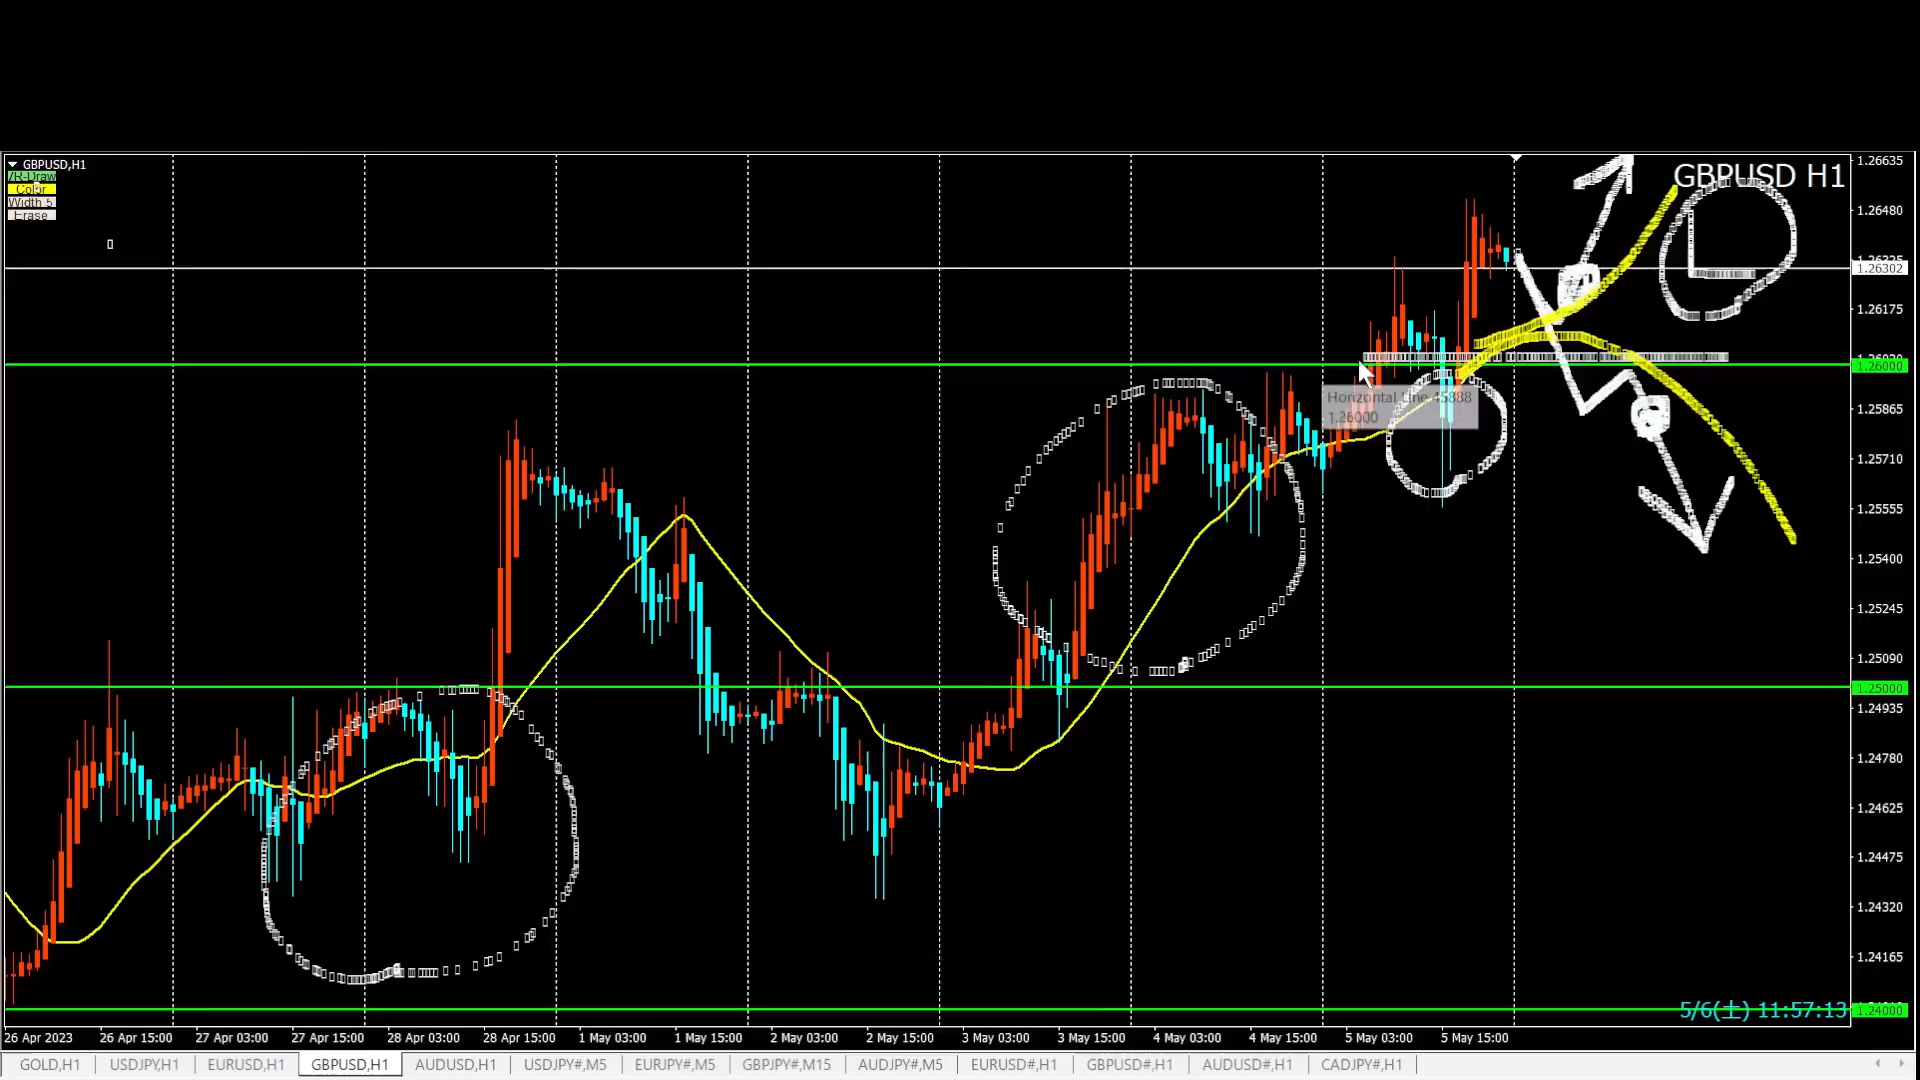 GBPUSD,H1
GBPUSD H1
/R-Draw
Color
Width 5
Erase
1.26635
1.26480
1.26302
1.26175
1.26000
1.25865
Horizontal Line 45888
1.26000
1.25710
1.25555
1.25400
1.25245
1.25090
1.25000
1.24935
1.24780
1.24625
1.24475
1.24320
1.24165
5/6(土) 11:57:13
1.24000
26 Apr 2023 26 Apr 15:00 27 Apr 03:00 27 Apr 15:00 28 Apr 03:00 28 Apr 15:00 1 May 03:00 1 May 15:00 2 May 03:00 2 May 15:00 3 May 03:00 3 May 15:00 4 May 03:00 4 May 15:00 5 May 03:00 5 May 15:00
GOLD,H1 USDJPY,H1 EURUSD,H1 GBPUSD,H1 AUDUSD,H1 USDJPY#,M5 EURJPY#,M5 GBPJPY#,M15 AUDJPY#,M5 EURUSD#,H1 GBPUSD#,H1 AUDUSD#,H1 CADJPY#,H1